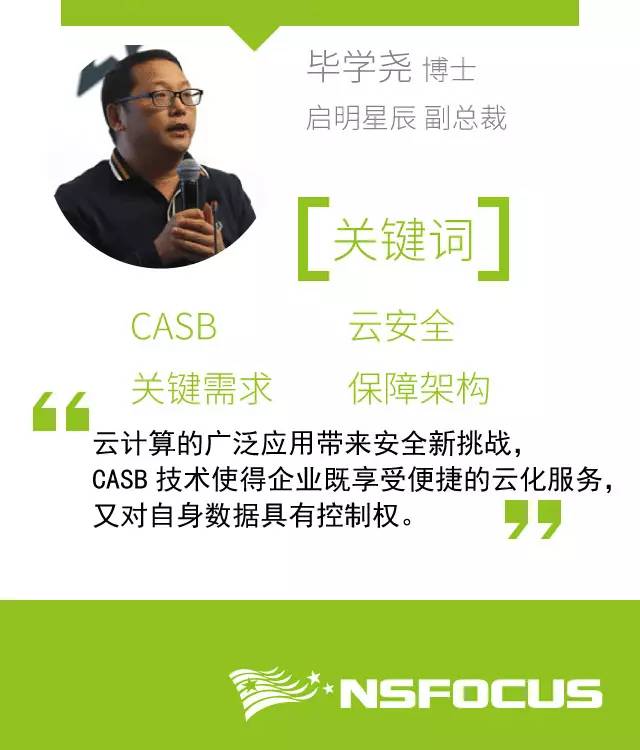 毕学尧 博士
启明星辰 副总裁
[关键词]
CASB 云安全
关键需求 保障架构
“云计算的广泛应用带来安全新挑战，
CASB 技术使得企业既享受便捷的云化服务，
又对自身数据具有控制权。”
NSFOCUS